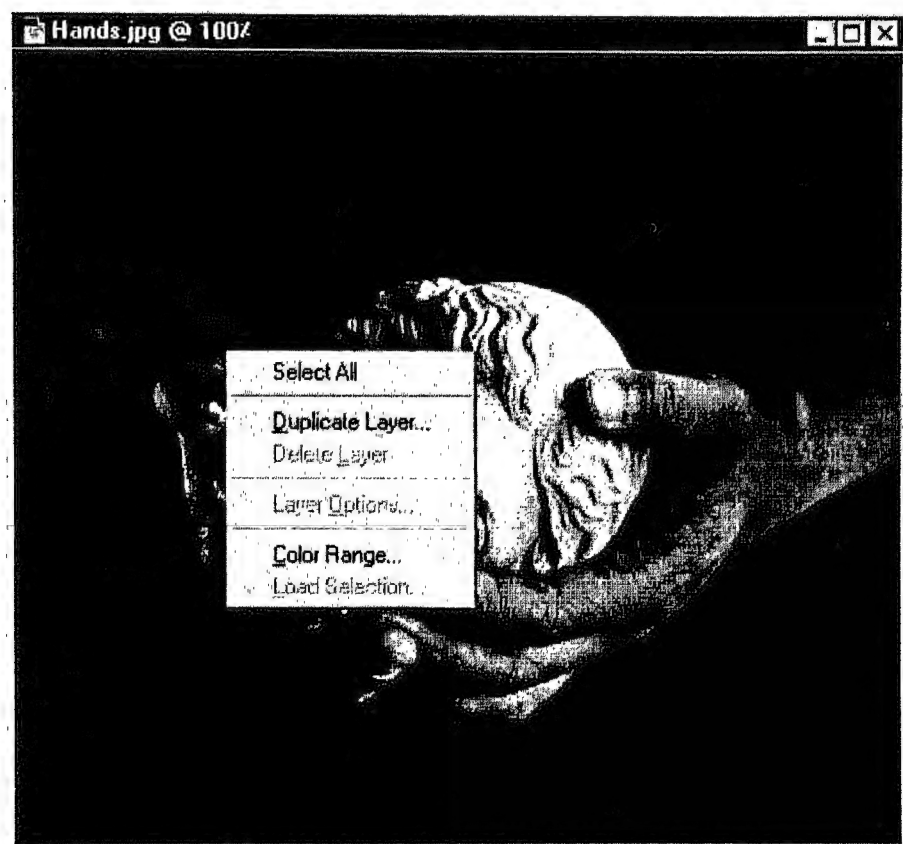 Hands.jpg @ 100%
Select All
Duplicate Layer...
Delete Layer
Layer Options...
Color Range...
Load Selection...